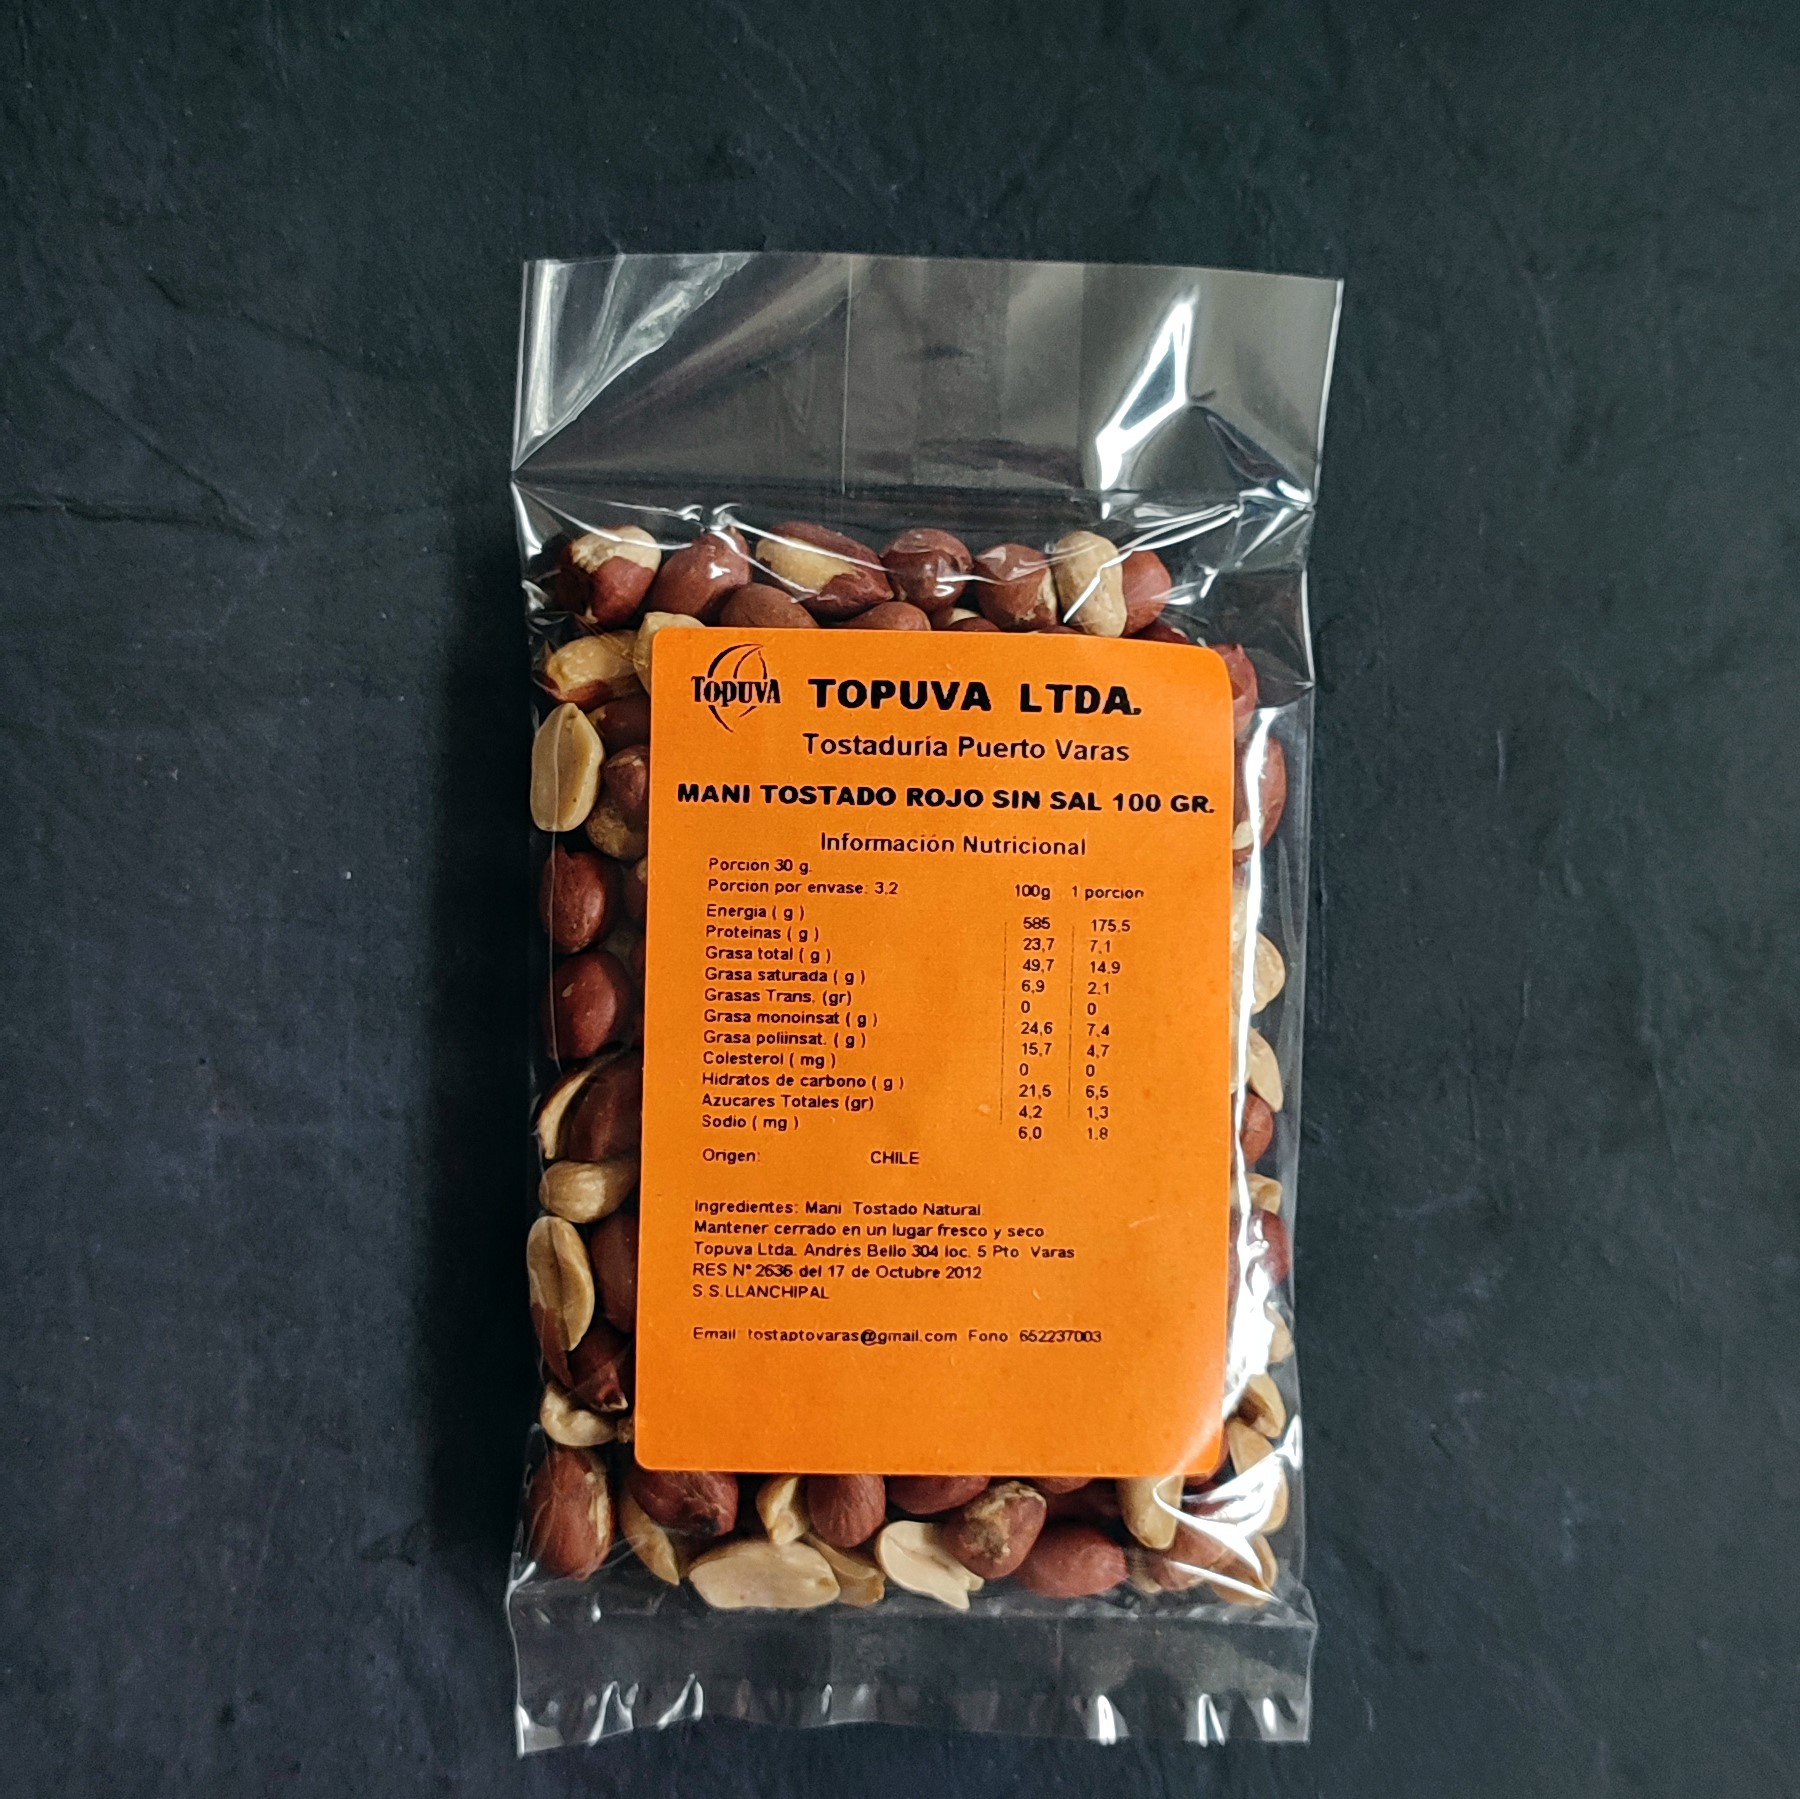 TOPUVA TOPUVA LTDA.
Tostaduría Puerto Varas
MANI TOSTADO ROJO SIN SAL 100 GR.
Información Nutricional
Porción 30 g.
Porcion por envase: 3.2 100g 1 porcion
Energia ( g ) 585 175,5
Proteinas ( g ) 23,7 7,1
Grasa total ( g ) 49,7 14,9
Grasa saturada ( g ) 6,9 2,1
Grasas Trans. (gr) 0 0
Grasa monoinsat ( g ) 24,6 7,4
Grasa poliinsat. ( g ) 15,7 4,7
Colesterol ( mg ) 0 0
Hidratos de carbono ( g ) 21,5 6,5
Azucares Totales (gr) 4,2 1,3
Sodio ( mg ) 6,0 1,8
Origen: CHILE
Ingredientes: Mani Tostado Natural.
Mantener cerrado en un lugar fresco y seco.
Topuva Ltda. Andrés Bello 304 loc. 5 Pto Varas
RES N° 2636 del 17 de Octubre 2012
S.S.LLANCHIPAL
Email: tostaptovaras@gmail.com Fono 652237003